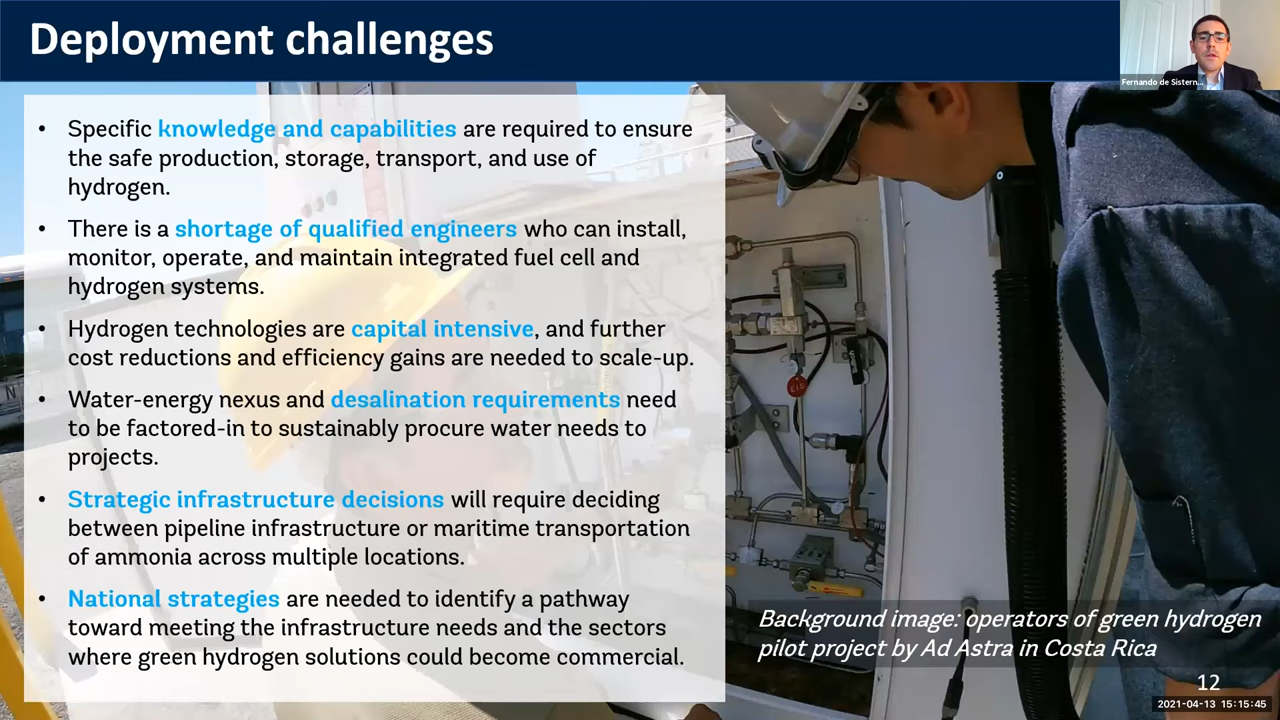 Deployment challenges
Fernando de Sistern...
• Specific knowledge and capabilities are required to ensure
the safe production, storage, transport, and use of
hydrogen.
• There is a shortage of qualified engineers who can install,
monitor, operate, and maintain integrated fuel cell and
hydrogen systems.
• Hydrogen technologies are capital intensive, and further
cost reductions and efficiency gains are needed to scale-up.
• Water-energy nexus and desalination requirements need
to be factored-in to sustainably procure water needs to
projects.
• Strategic infrastructure decisions will require deciding
between pipeline infrastructure or maritime transportation
of ammonia across multiple locations.
• National strategies are needed to identify a pathway
toward meeting the infrastructure needs and the sectors
where green hydrogen solutions could become commercial.
Background image: operators of green hydrogen
pilot project by Ad Astra in Costa Rica
12
2021-04-13 15:15:45